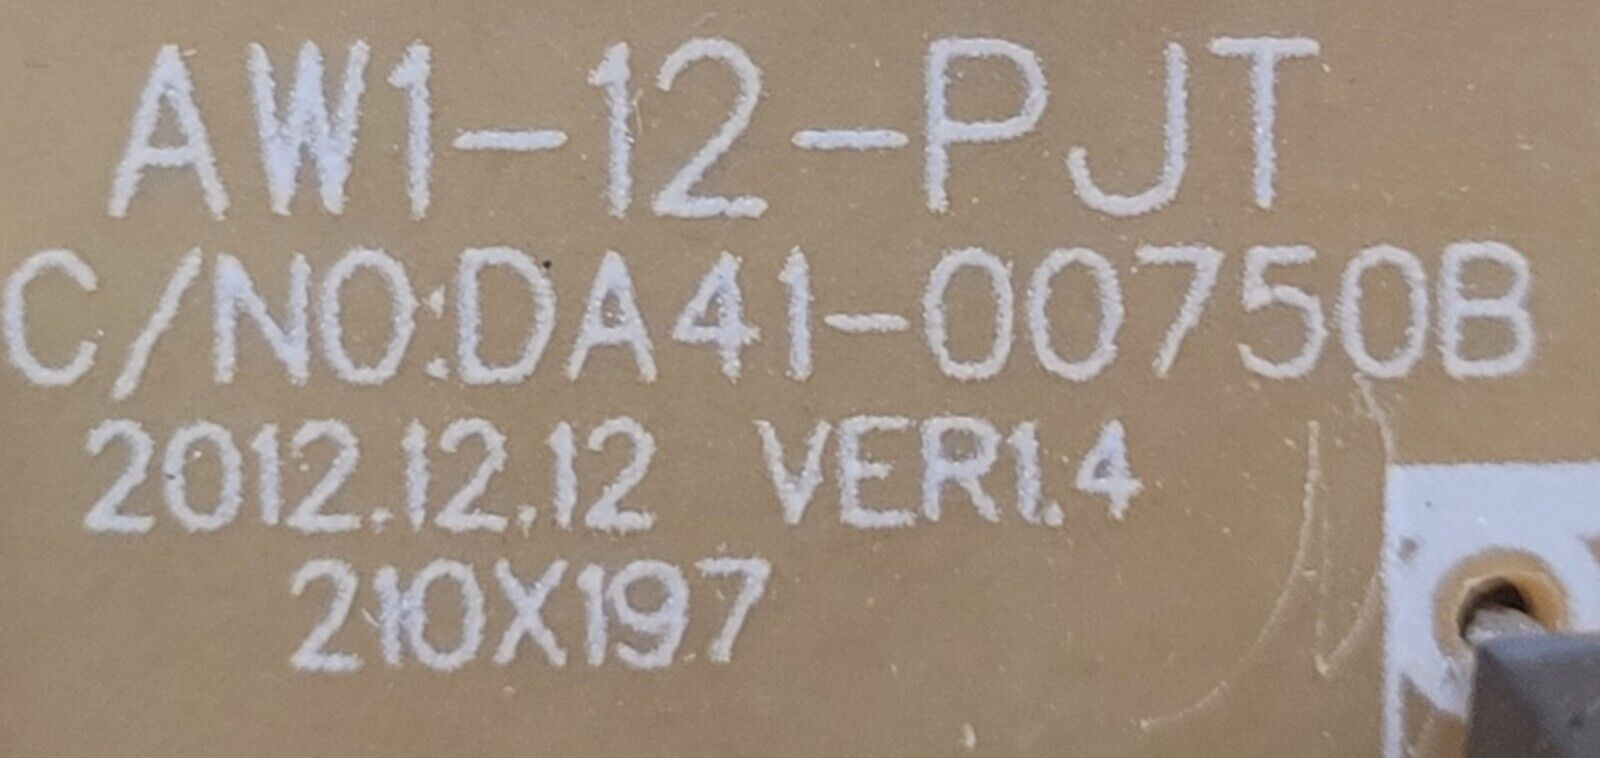 AW1-12-PJT
C/NO:DA41-00750B
2012.12.12 VER1.4
210X197